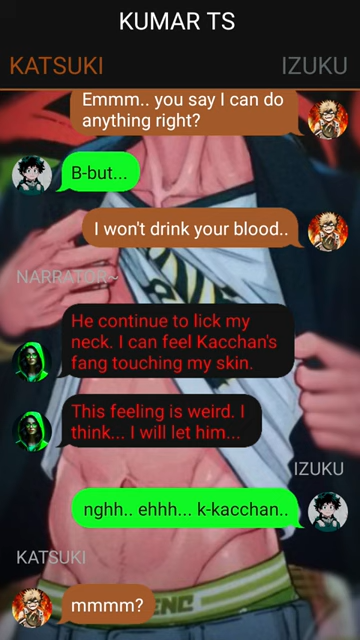 KUMAR TS
KATSUKI
IZUKU
Emmm.. you say I can do
anything right?
B-but...
I won't drink your blood..
NARRATOR~
He continue to lick my
neck. I can feel Kacchan's
fang touching my skin.
This feeling is weird. I
think... I will let him...
IZUKU
nghh.. ehhh... k-kacchan..
KATSUKI
mmmm?